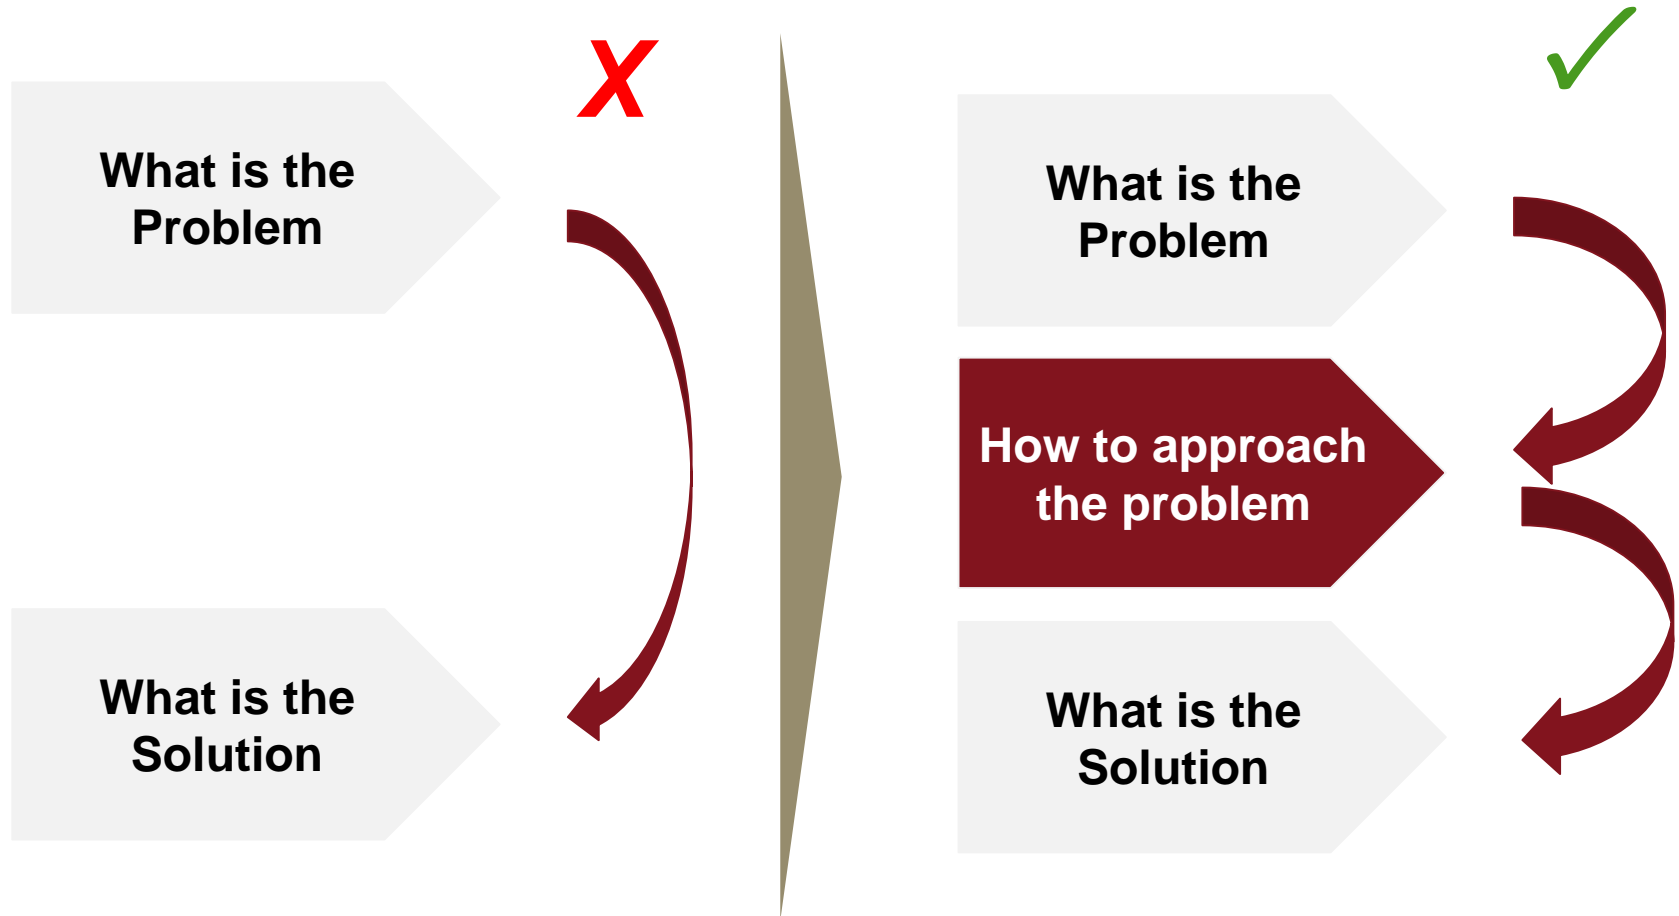 X
What is the
Problem
What is the
Solution
What is the
Problem
How to approach
the problem
What is the
Solution